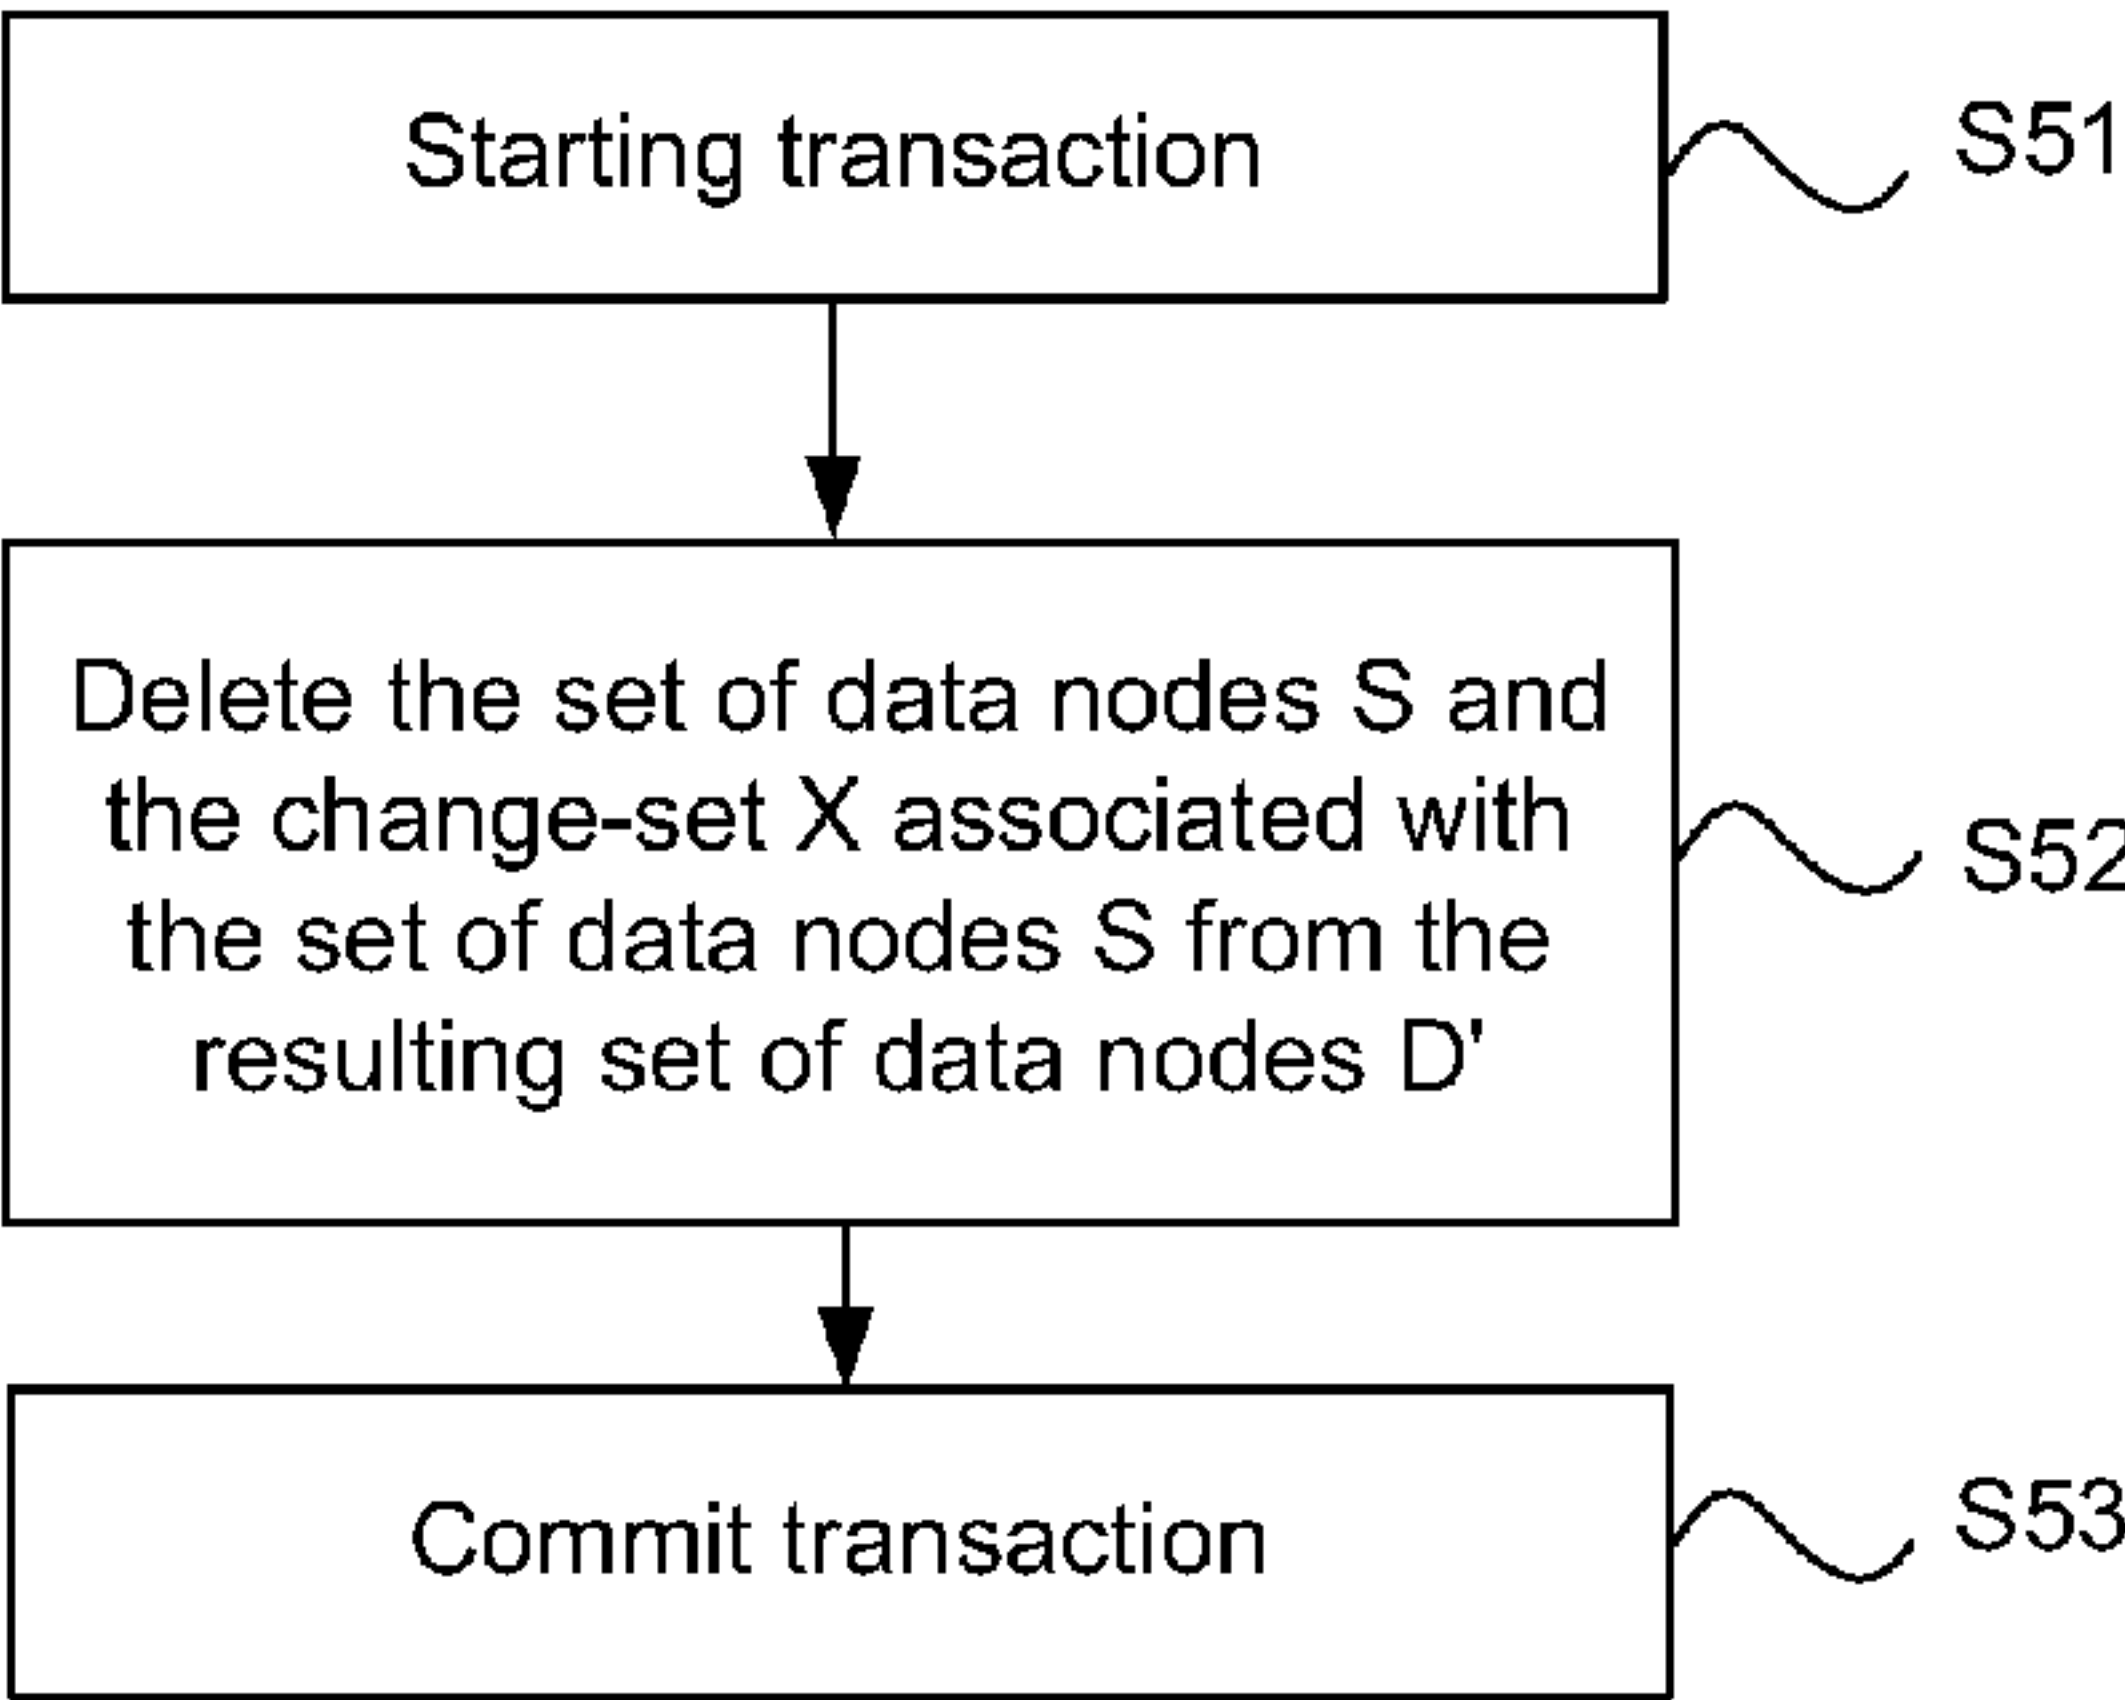 Starting transaction
S51
Delete the set of data nodes S and
the change-set X associated with
the set of data nodes S from the
resulting set of data nodes D'
S52
Commit transaction
S53